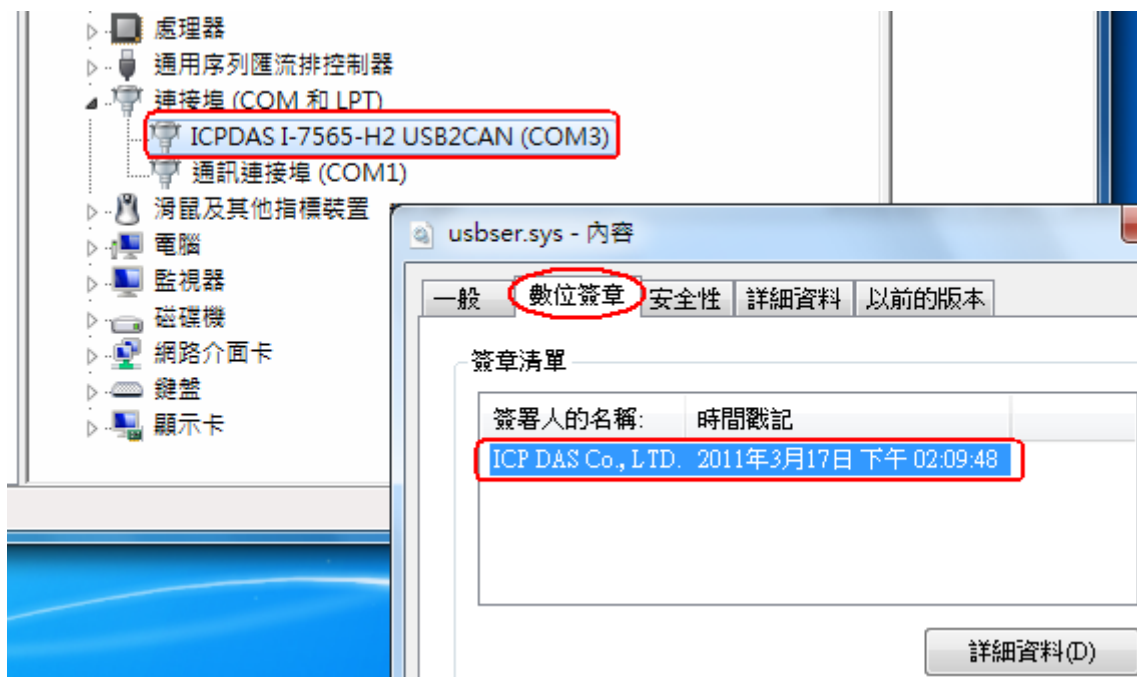 處理器
通用序列匯流排控制器
連接埠 (COM 和 LPT)
ICPDAS I-7565-H2 USB2CAN (COM3)
通訊連接埠 (COM1)
滑鼠及其他指標裝置
電腦
監視器
磁碟機
網路介面卡
鍵盤
顯示卡
usbser.sys - 內容
一般 數位簽章 安全性 詳細資料 以前的版本
簽章清單
簽署人的名稱: 時間戳記
ICP DAS Co., LTD. 2011年3月17日 下午 02:09:48
詳細資料(D)